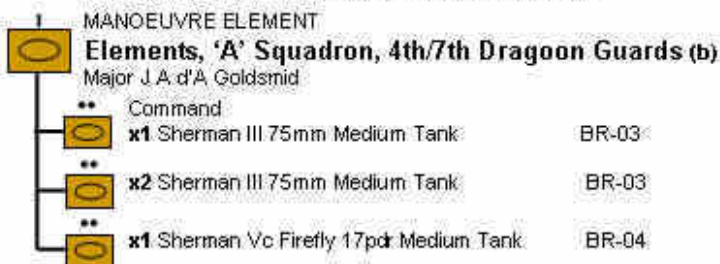 MANOEUVRE ELEMENT
Elements, ‘A’ Squadron, 4th/7th Dragoon Guards (b)
Major J A d'A Goldsmid
Command
x1 Sherman III 75mm Medium Tank BR-03
x2 Sherman III 75mm Medium Tank BR-03
x1 Sherman Vc Firefly 17pdr Medium Tank BR-04